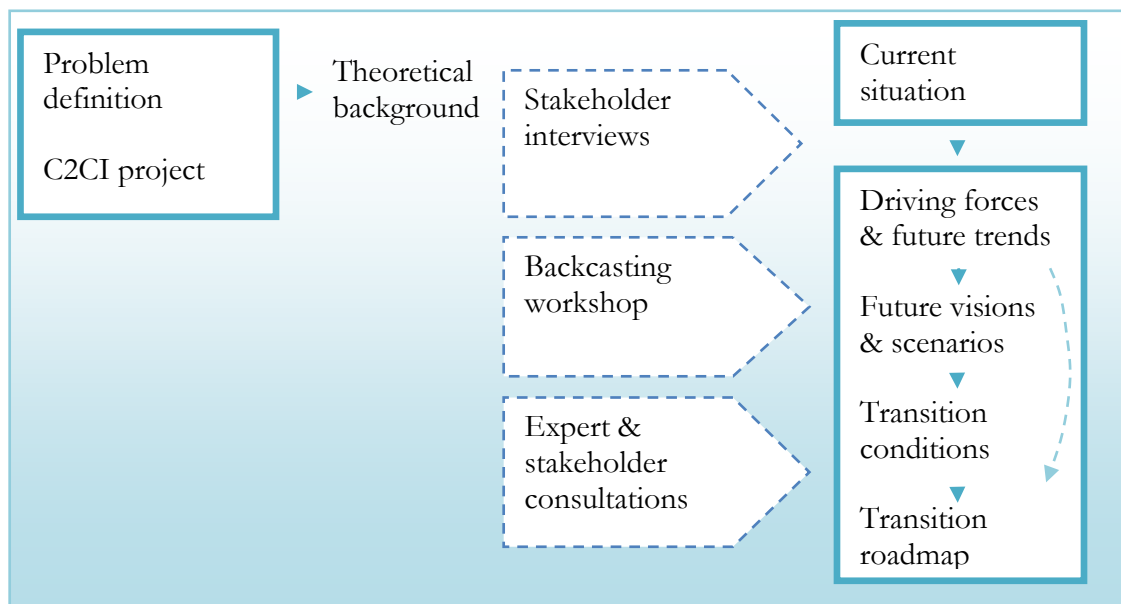 Problem
definition
C2CI project
Theoretical
background
Stakeholder
interviews
Backcasting
workshop
Expert &
stakeholder
consultations
Current
situation
Driving forces
& future trends
Future visions
& scenarios
Transition
conditions
Transition
roadmap